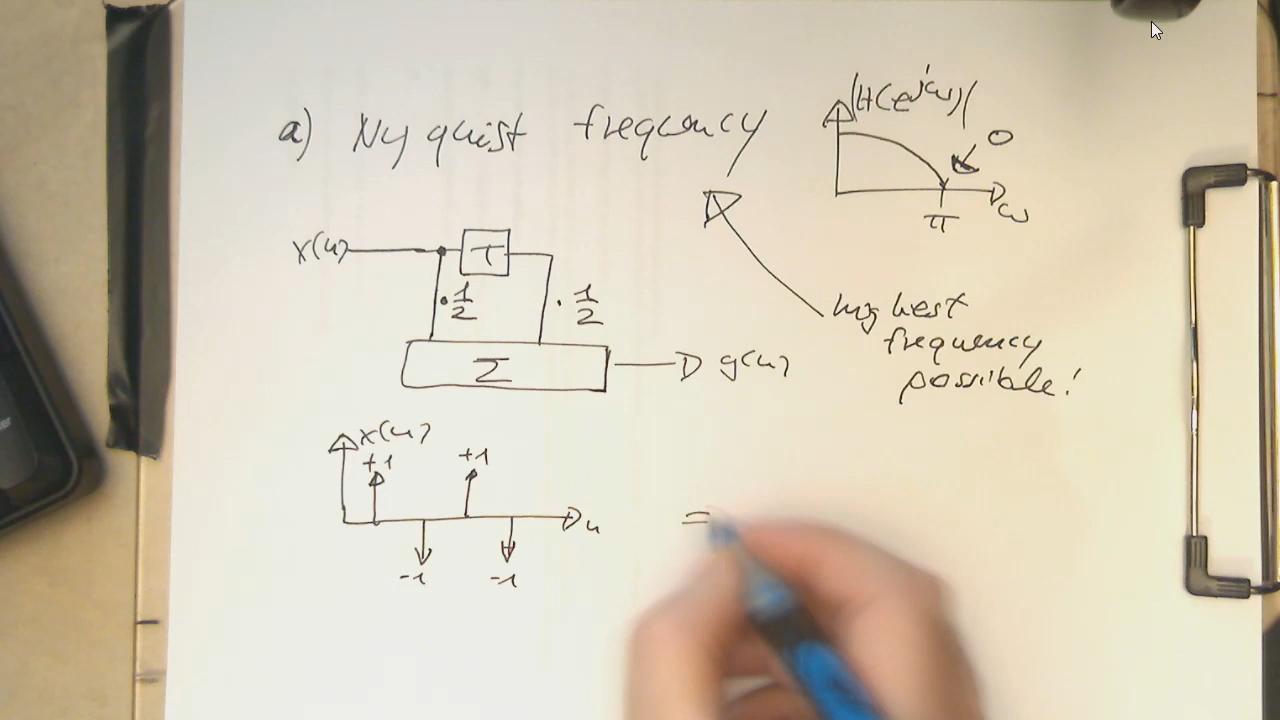 a) Nyquist frequency
|H(e^jω)|
0
π
ω
x(n)
T
· 1/2
· 1/2
Σ
y(n)
highest
frequency
possible!
x(n)
+1
+1
n
-1
-1
=